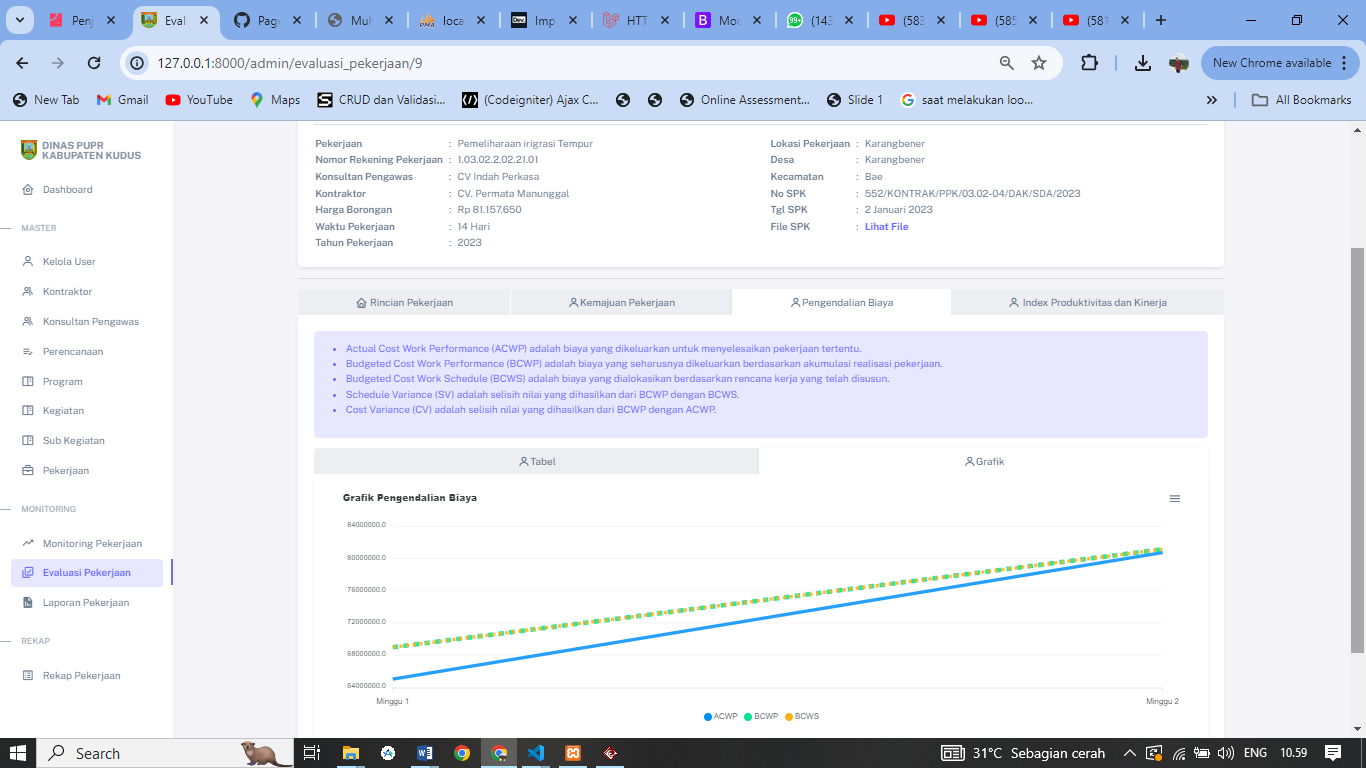 Penj
Eval
Page
Muh
loca
Imp
HTT
Moc
99+
(143
(583
(585
(581
127.0.0.1:8000/admin/evaluasi_pekerjaan/9
New Chrome available
New Tab
Gmail
YouTube
Maps
CRUD dan Validasi...
(Codeigniter) Ajax C...
Online Assessment...
Slide 1
saat melakukan loo...
All Bookmarks
DINAS PUPR
KABUPATEN KUDUS
Dashboard
MASTER
Kelola User
Kontraktor
Konsultan Pengawas
Perencanaan
Program
Kegiatan
Sub Kegiatan
Pekerjaan
MONITORING
Monitoring Pekerjaan
Evaluasi Pekerjaan
Laporan Pekerjaan
REKAP
Rekap Pekerjaan
Pekerjaan : Pemeliharaan irigrasi Tempur
Nomor Rekening Pekerjaan : 1.03.02.2.02.21.01
Konsultan Pengawas : CV Indah Perkasa
Kontraktor : CV. Permata Manunggal
Harga Borongan : Rp 81.157.650
Waktu Pekerjaan : 14 Hari
Tahun Pekerjaan : 2023
Lokasi Pekerjaan : Karangbener
Desa : Karangbener
Kecamatan : Bae
No SPK : 552/KONTRAK/PPK/03.02-04/DAK/SDA/2023
Tgl SPK : 2 Januari 2023
File SPK : Lihat File
Rincian Pekerjaan
Kemajuan Pekerjaan
Pengendalian Biaya
Index Produktivitas dan Kinerja
• Actual Cost Work Performance (ACWP) adalah biaya yang dikeluarkan untuk menyelesaikan pekerjaan tertentu.
• Budgeted Cost Work Performance (BCWP) adalah biaya yang seharusnya dikeluarkan berdasarkan akumulasi realisasi pekerjaan.
• Budgeted Cost Work Schedule (BCWS) adalah biaya yang dialokasikan berdasarkan rencana kerja yang telah disusun.
• Schedule Variance (SV) adalah selisih nilai yang dihasilkan dari BCWP dengan BCWS.
• Cost Variance (CV) adalah selisih nilai yang dihasilkan dari BCWP dengan ACWP.
Tabel
Grafik
Grafik Pengendalian Biaya
84000000.0
80000000.0
76000000.0
72000000.0
68000000.0
64000000.0
Minggu 1
Minggu 2
ACWP
BCWP
BCWS
Search
31°C Sebagian cerah
ENG
10.59